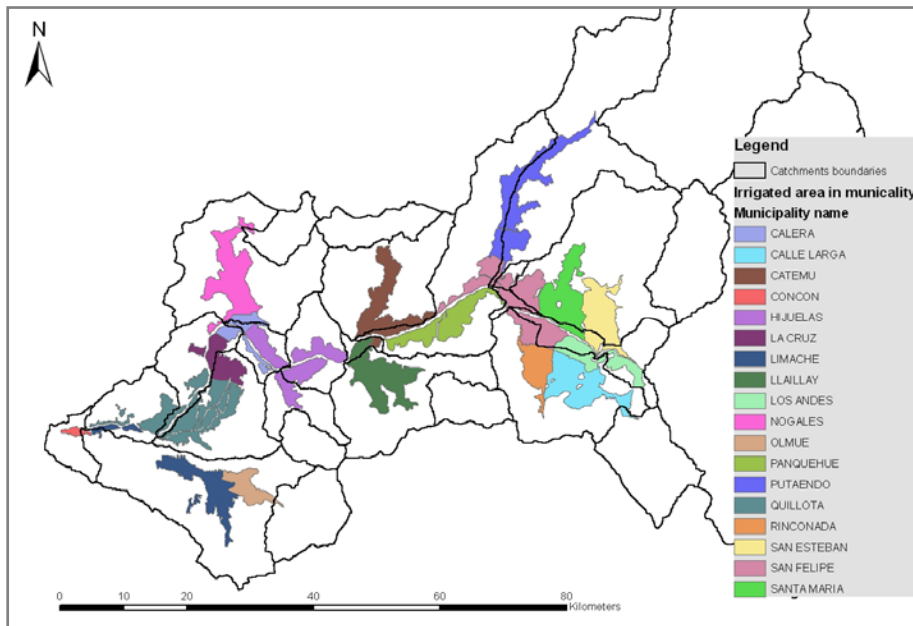 N
Legend
Catchments boundaries
Irrigated area in municality
Municipality name
CALERA
CALLE LARGA
CATEMU
CONCON
HIJUELAS
LA CRUZ
LIMACHE
LLAILLAY
LOS ANDES
NOGALES
OLMUE
PANQUEHUE
PUTAENDO
QUILLOTA
RINCONADA
SAN ESTEBAN
SAN FELIPE
SANTA MARIA
0 20 40 60 80
Kilometers